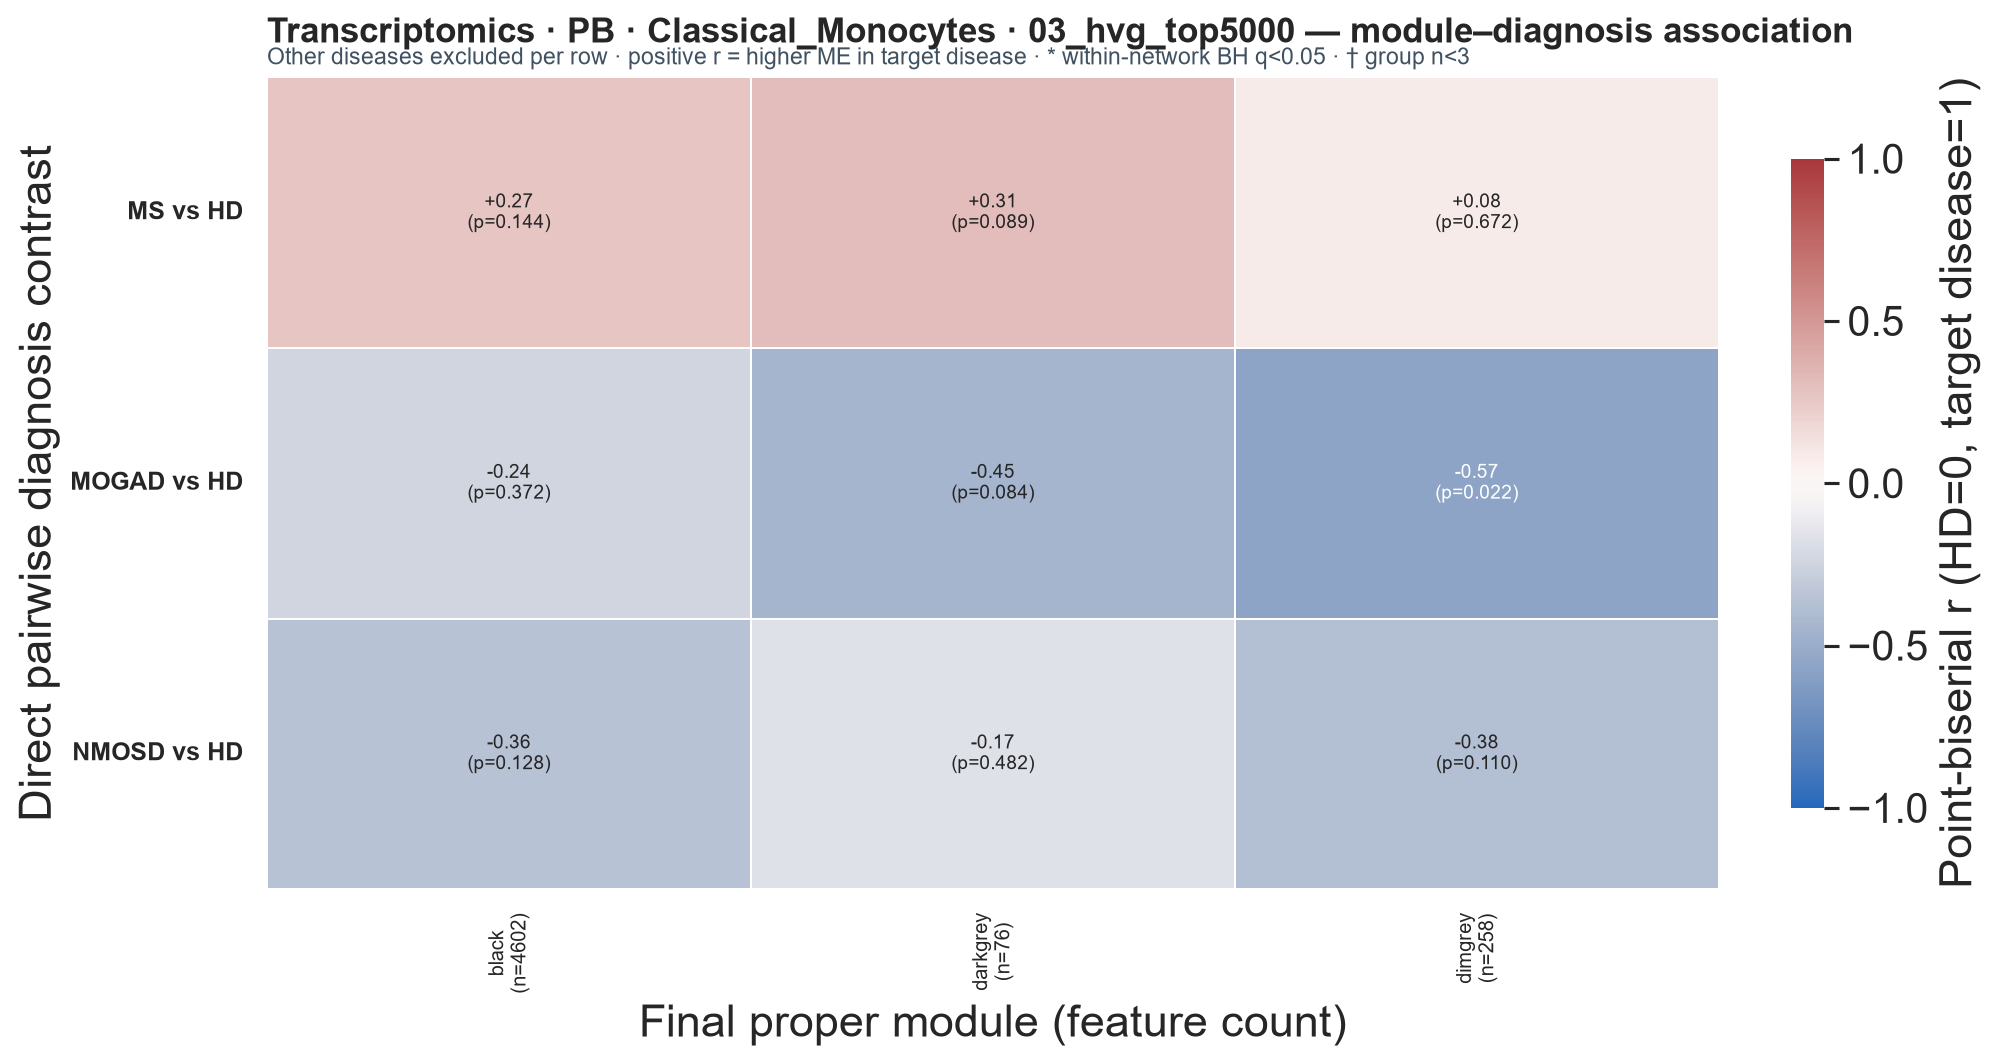 Transcriptomics · PB · Classical_Monocytes · 03_hvg_top5000 — module–diagnosis association
Other diseases excluded per row · positive r = higher ME in target disease · * within-network BH q<0.05 · † group n<3
Direct pairwise diagnosis contrast
MS vs HD
+0.27
(p=0.144)
+0.31
(p=0.089)
+0.08
(p=0.672)
MOGAD vs HD
-0.24
(p=0.372)
-0.45
(p=0.084)
-0.57
(p=0.022)
NMOSD vs HD
-0.36
(p=0.128)
-0.17
(p=0.482)
-0.38
(p=0.110)
black
(n=4602)
darkgrey
(n=76)
dimgrey
(n=258)
Final proper module (feature count)
1.0
0.5
0.0
−0.5
−1.0
Point-biserial r (HD=0, target disease=1)